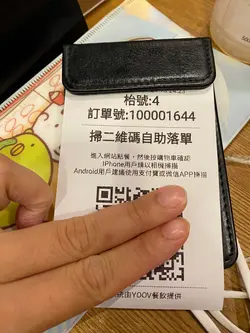 枱號:4
訂單號:100001644
掃二維碼自助落單
進入網站點餐，然後按購物車確認
iPhone用戶請以相機掃描
Android用戶建議使用支付寶或微信APP掃描
統由YOOV餐飲提供